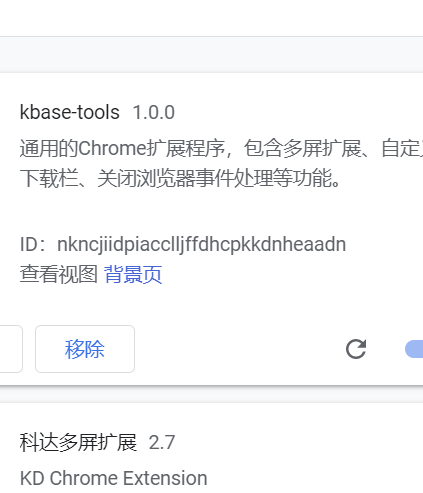 kbase-tools 1.0.0
通用的Chrome扩展程序，包含多屏扩展、自定
下载栏、关闭浏览器事件处理等功能。
ID：nkncjiidpiacclljffdhcpkkdnheaadn
查看视图 背景页
移除
科达多屏扩展 2.7
KD Chrome Extension